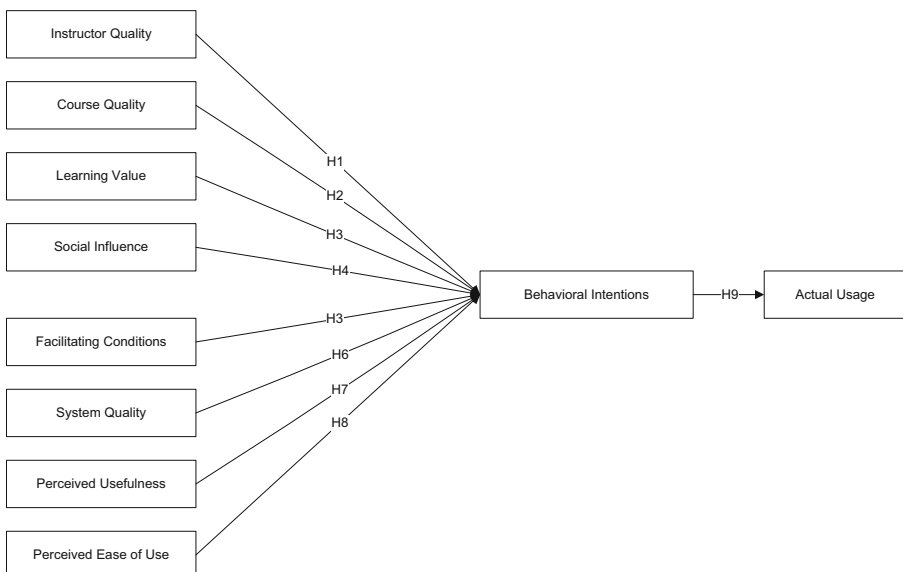 Instructor Quality
Course Quality
Learning Value
Social Influence
Facilitating Conditions
System Quality
Perceived Usefulness
Perceived Ease of Use
H1
H2
H3
H4
H3
H6
H7
H8
Behavioral Intentions
H9
Actual Usage